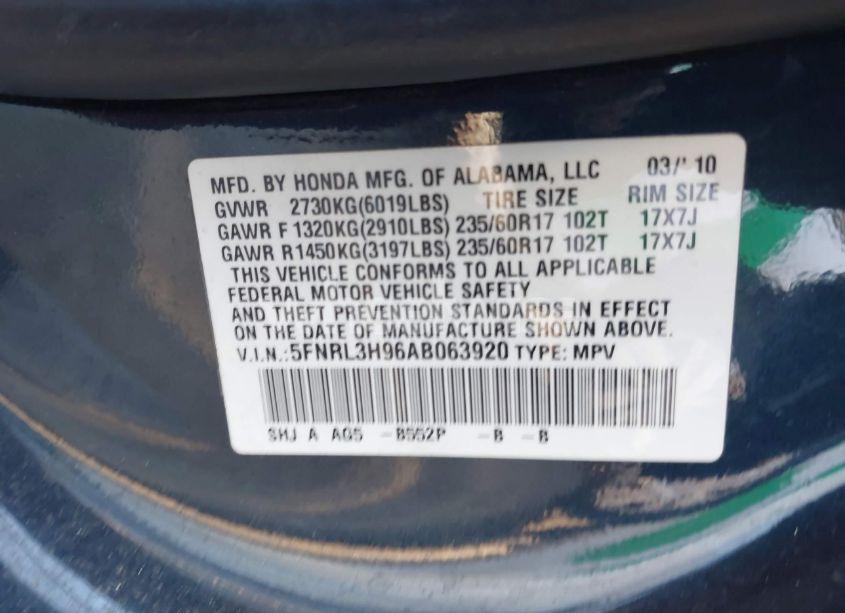 MFD. BY HONDA MFG. OF ALABAMA, LLC 03/'10
GVWR 2730KG(6019LBS) TIRE SIZE RIM SIZE
GAWR F 1320KG(2910LBS) 235/60R17 102T 17X7J
GAWR R1450KG(3197LBS) 235/60R17 102T 17X7J
THIS VEHICLE CONFORMS TO ALL APPLICABLE
FEDERAL MOTOR VEHICLE SAFETY
AND THEFT PREVENTION STANDARDS IN EFFECT
ON THE DATE OF MANUFACTURE SHOWN ABOVE.
V.I.N.:5FNRL3H96AB063920 TYPE: MPV
SHJ A A05 -B552P -B -B